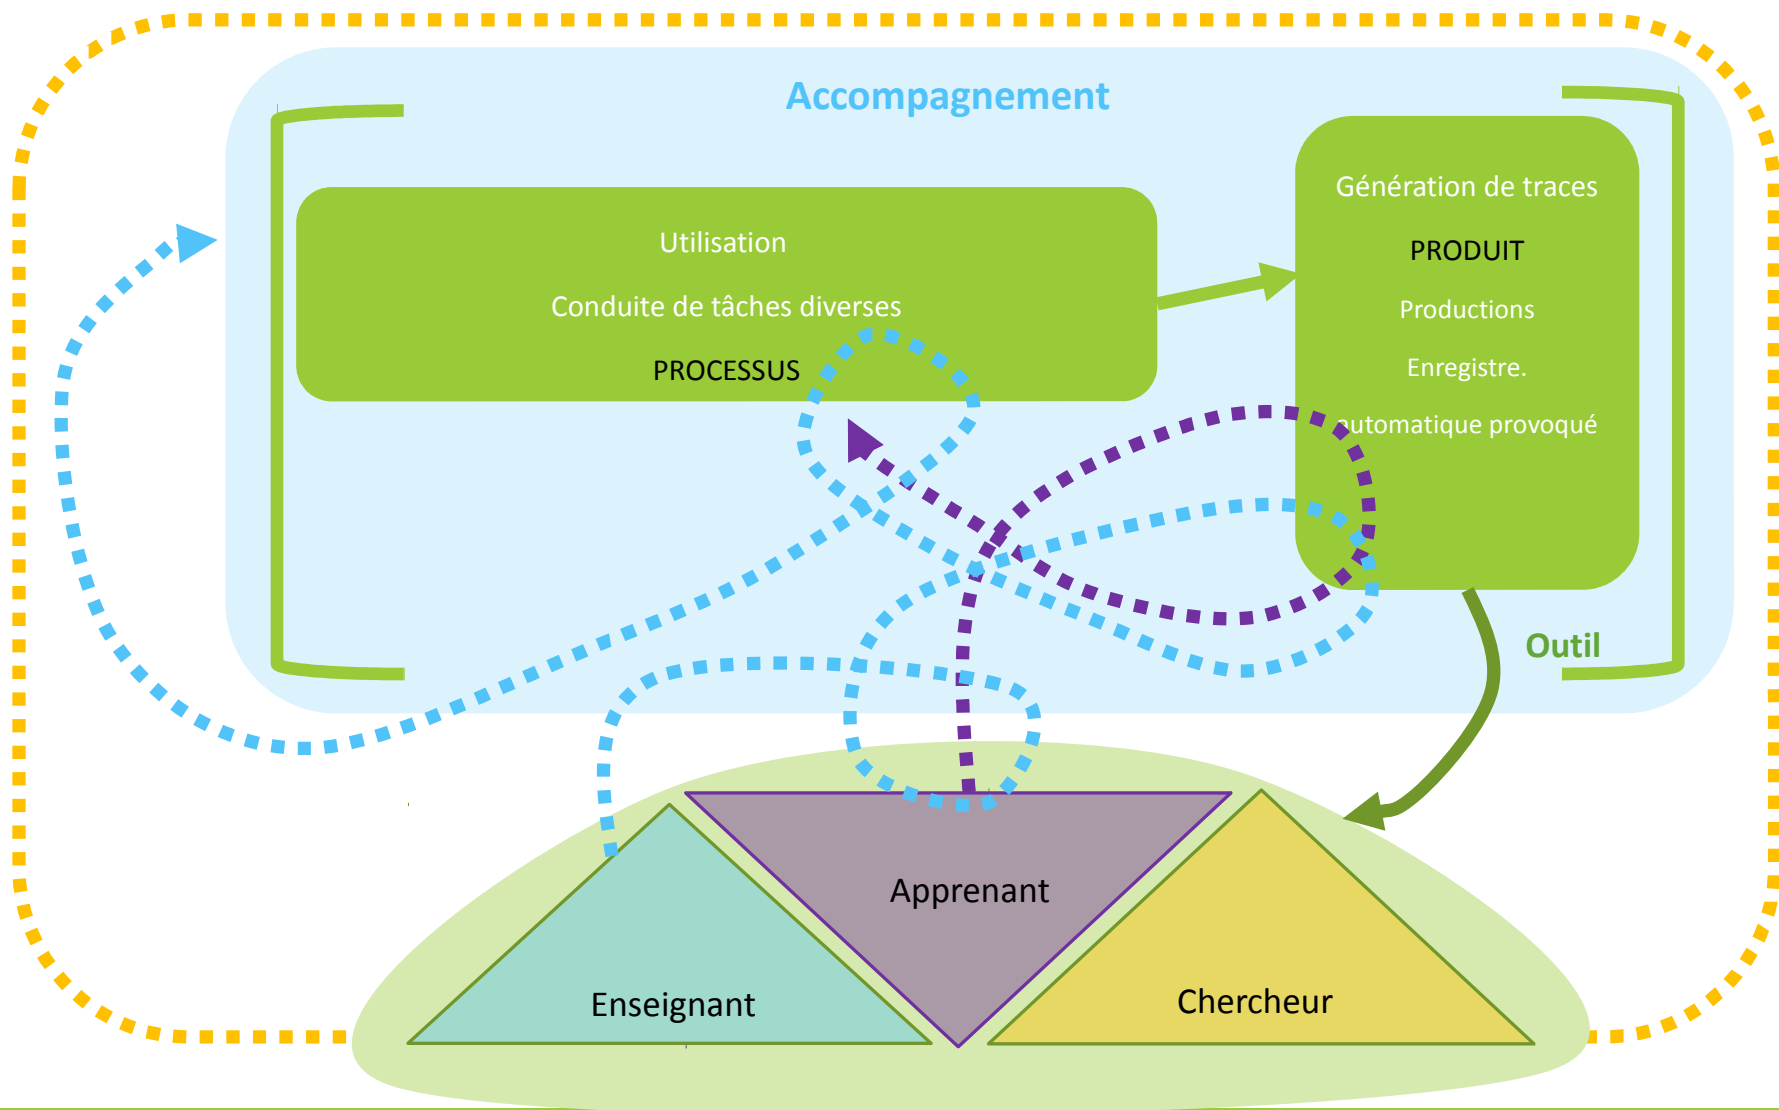 Accompagnement
Utilisation
Conduite de tâches diverses
PROCESSUS
Génération de traces
PRODUIT
Productions
Enregistre.
automatique provoqué
Outil
Apprenant
Enseignant
Chercheur